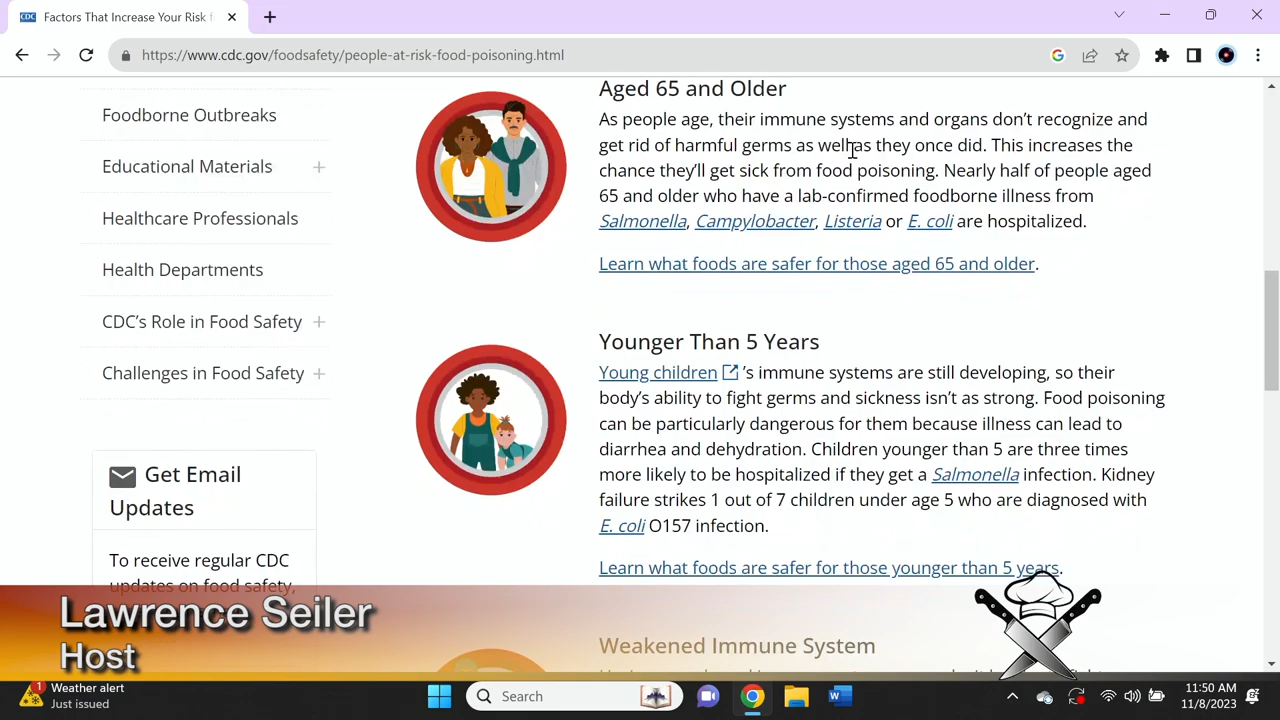 CDC Factors That Increase Your Risk f
https://www.cdc.gov/foodsafety/people-at-risk-food-poisoning.html
Foodborne Outbreaks
Educational Materials
Healthcare Professionals
Health Departments
CDC’s Role in Food Safety
Challenges in Food Safety
Get Email
Updates
To receive regular CDC
updates on food safety,
Aged 65 and Older
As people age, their immune systems and organs don’t recognize and
get rid of harmful germs as well as they once did. This increases the
chance they’ll get sick from food poisoning. Nearly half of people aged
65 and older who have a lab-confirmed foodborne illness from
Salmonella, Campylobacter, Listeria or E. coli are hospitalized.
Learn what foods are safer for those aged 65 and older.
Younger Than 5 Years
Young children ’s immune systems are still developing, so their
body’s ability to fight germs and sickness isn’t as strong. Food poisoning
can be particularly dangerous for them because illness can lead to
diarrhea and dehydration. Children younger than 5 are three times
more likely to be hospitalized if they get a Salmonella infection. Kidney
failure strikes 1 out of 7 children under age 5 who are diagnosed with
E. coli O157 infection.
Learn what foods are safer for those younger than 5 years.
Weakened Immune System
Lawrence Seiler
Host
1
Weather alert
Just issued
Search
11:50 AM
11/8/2023